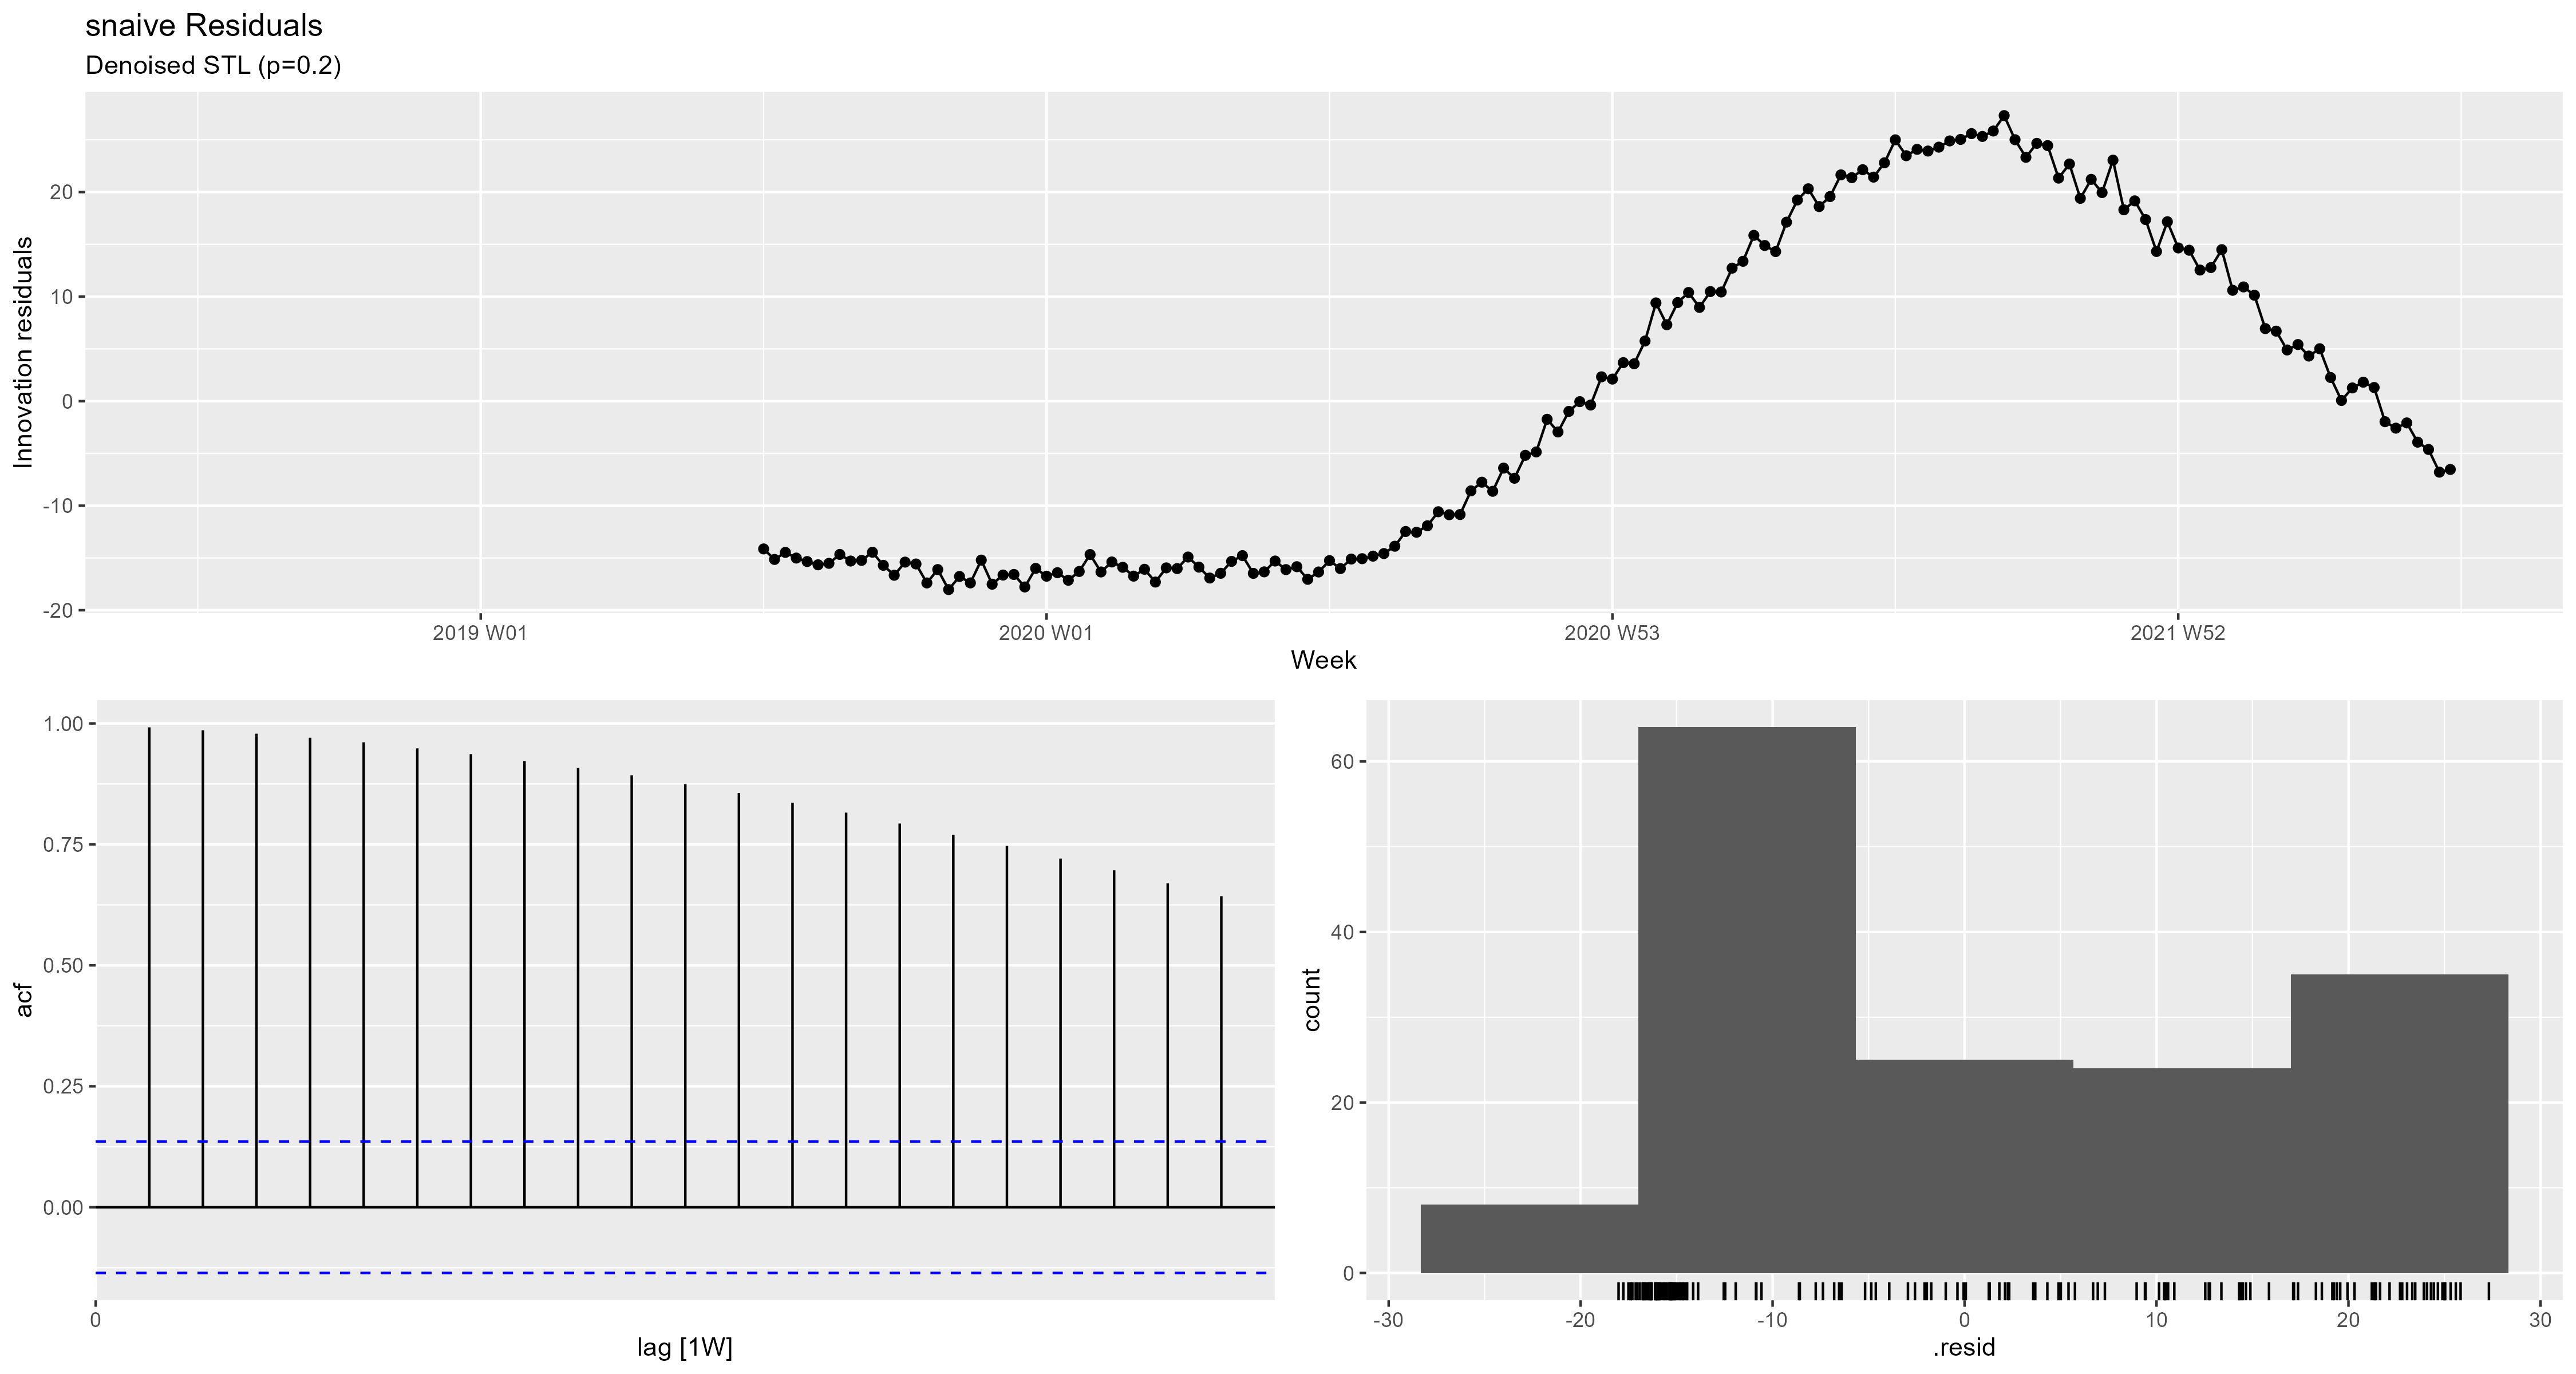 snaive Residuals
Denoised STL (p=0.2)
Innovation residuals
20
10
0
-10
-20
2019 W01
2020 W01
2020 W53
2021 W52
Week
acf
1.00
0.75
0.50
0.25
0.00
0
lag [1W]
count
60
40
20
0
-30
-20
-10
0
10
20
30
.resid